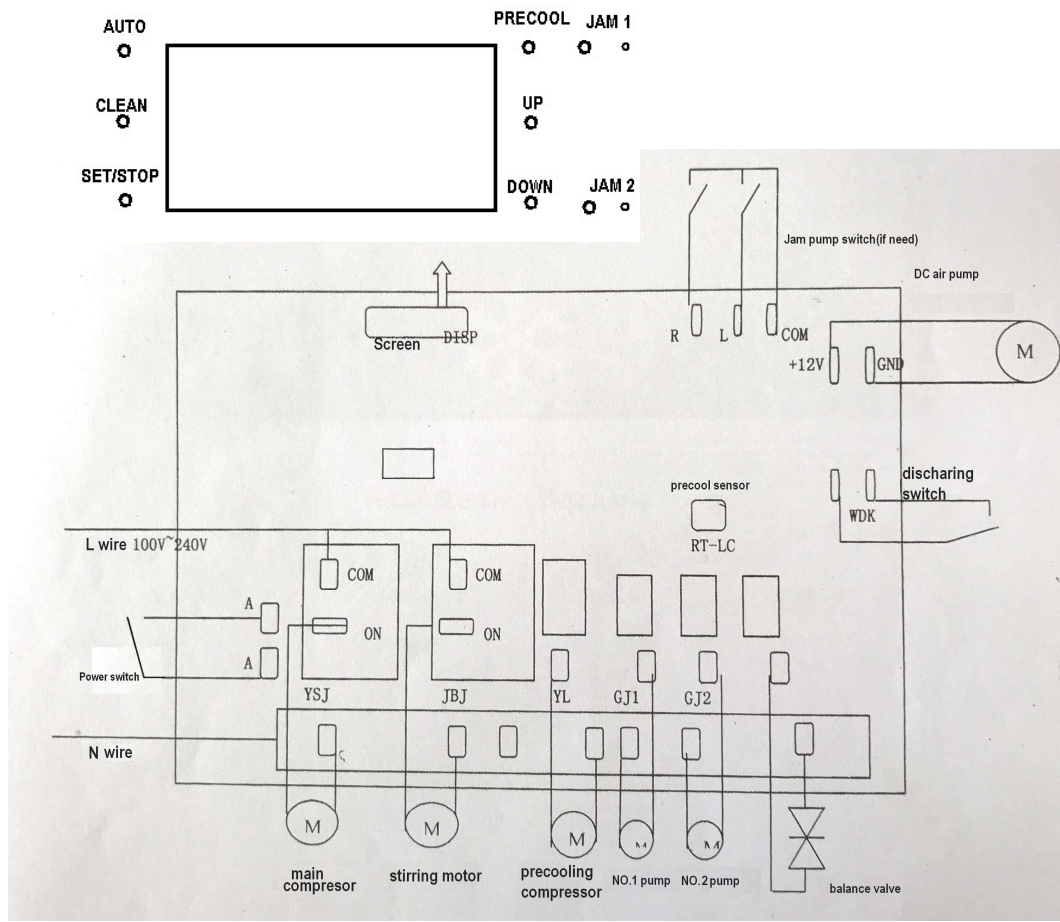 AUTO
PRECOOL
JAM 1
CLEAN
UP
SET/STOP
DOWN
JAM 2
Jam pump switch(if need)
DC air pump
DISP
Screen
R
L
COM
+12V
GND
M
precool sensor
discharing
switch
WDK
RT-LC
L wire 100V~240V
COM
COM
A
ON
ON
A
Power switch
YSJ
JBJ
YL
GJ1
GJ2
N wire
M
M
M
M
M
main
compresor
stirring motor
precooling
compressor
NO.1 pump
NO.2 pump
balance valve